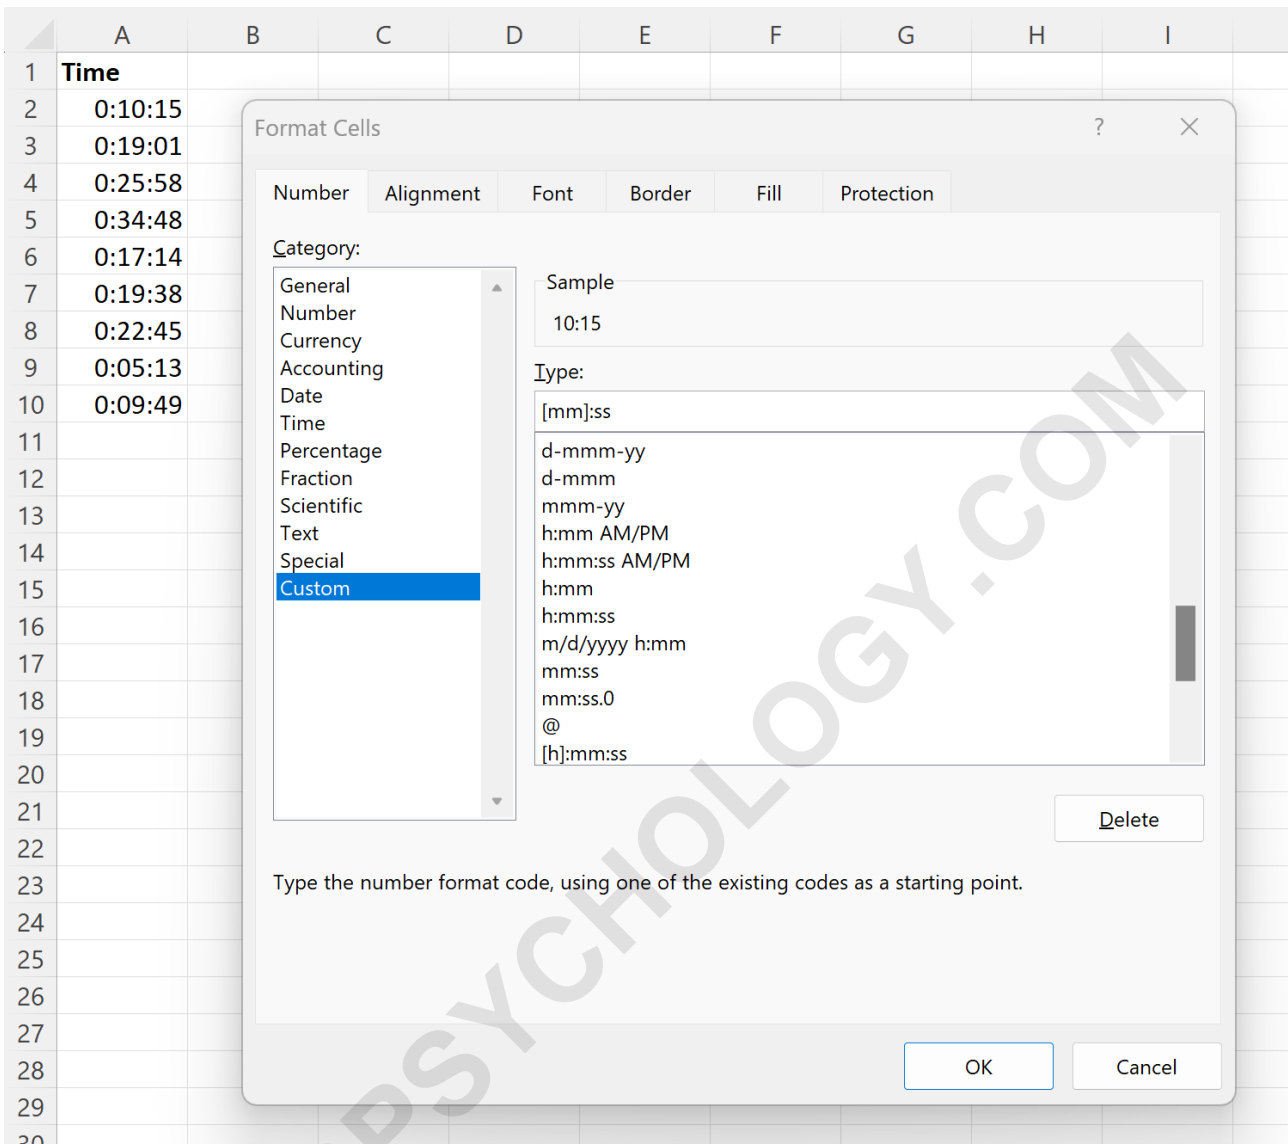 A B C D E F G H I
1 Time
2 0:10:15
3 0:19:01
4 0:25:58
5 0:34:48
6 0:17:14
7 0:19:38
8 0:22:45
9 0:05:13
10 0:09:49
11
12
13
14
15
16
17
18
19
20
21
22
23
24
25
26
27
28
29
30
Format Cells ?
Number Alignment Font Border Fill Protection
Category:
General
Number
Currency
Accounting
Date
Time
Percentage
Fraction
Scientific
Text
Special
Custom
Sample
10:15
Type:
[mm]:ss
d-mmm-yy
d-mmm
mmm-yy
h:mm AM/PM
h:mm:ss AM/PM
h:mm
h:mm:ss
m/d/yyyy h:mm
mm:ss
mm:ss.0
@
[h]:mm:ss
Delete
Type the number format code, using one of the existing codes as a starting point.
OK Cancel
PSYCHOLOGY.COM